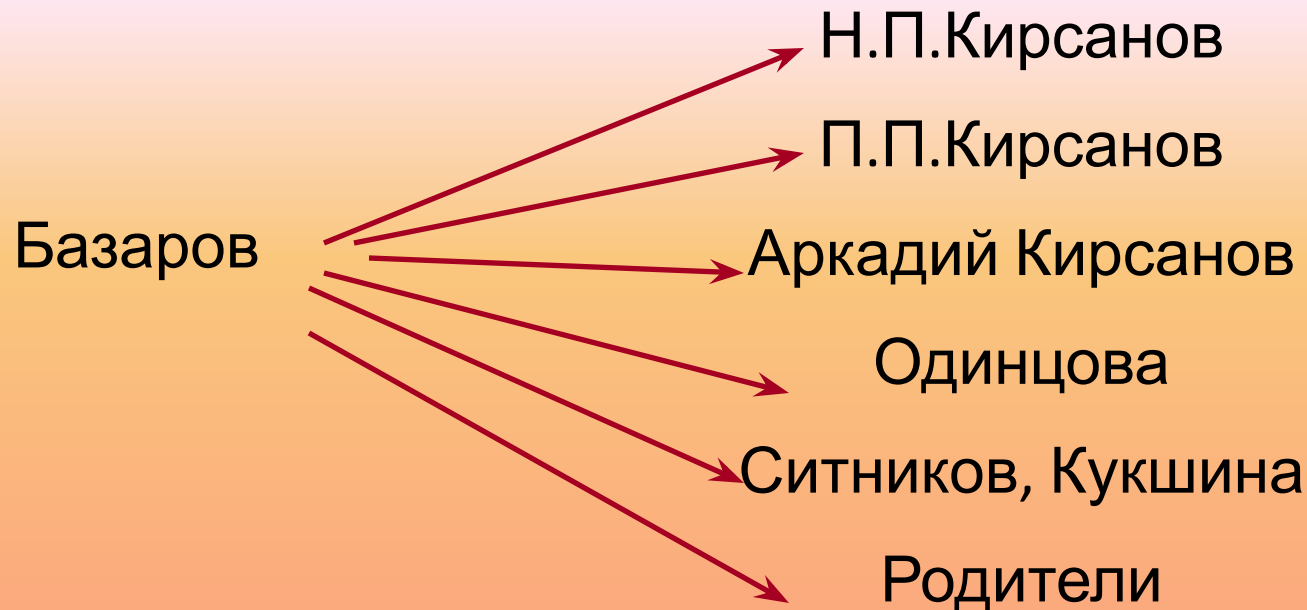 Н.П.Кирсанов
П.П.Кирсанов
Базаров
Аркадий Кирсанов
Одинцова
Ситников, Кукшина
Родители